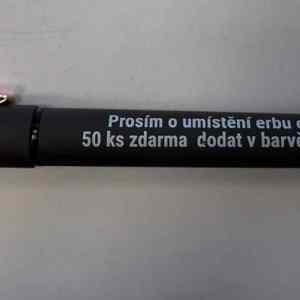 Prosím o umístění erbu
50 ks zdarma dodat v barvě